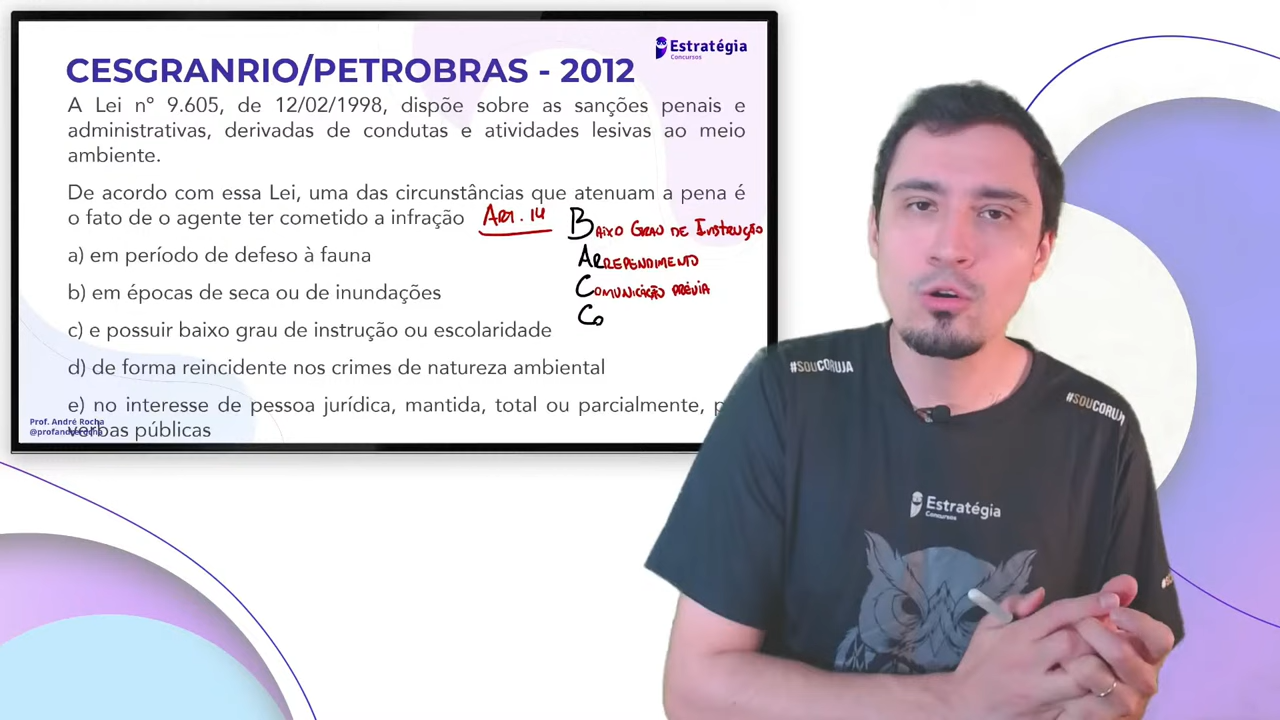 Estratégia
Concursos
CESGRANRIO/PETROBRAS - 2012
A Lei nº 9.605, de 12/02/1998, dispõe sobre as sanções penais e
administrativas, derivadas de condutas e atividades lesivas ao meio
ambiente.
De acordo com essa Lei, uma das circunstâncias que atenuam a pena é
o fato de o agente ter cometido a infração
ART. 14
BAIXO GRAU DE INSTRUÇÃO
ARREPENDIMENTO
COMUNICAÇÃO PRÉVIA
CO
a) em período de defeso à fauna
b) em épocas de seca ou de inundações
c) e possuir baixo grau de instrução ou escolaridade
d) de forma reincidente nos crimes de natureza ambiental
e) no interesse de pessoa jurídica, mantida, total ou parcialmente, p
verbas públicas
Prof. André Rocha
#SOUCORUJA
#SOUCORUJ
Estratégia
Concursos